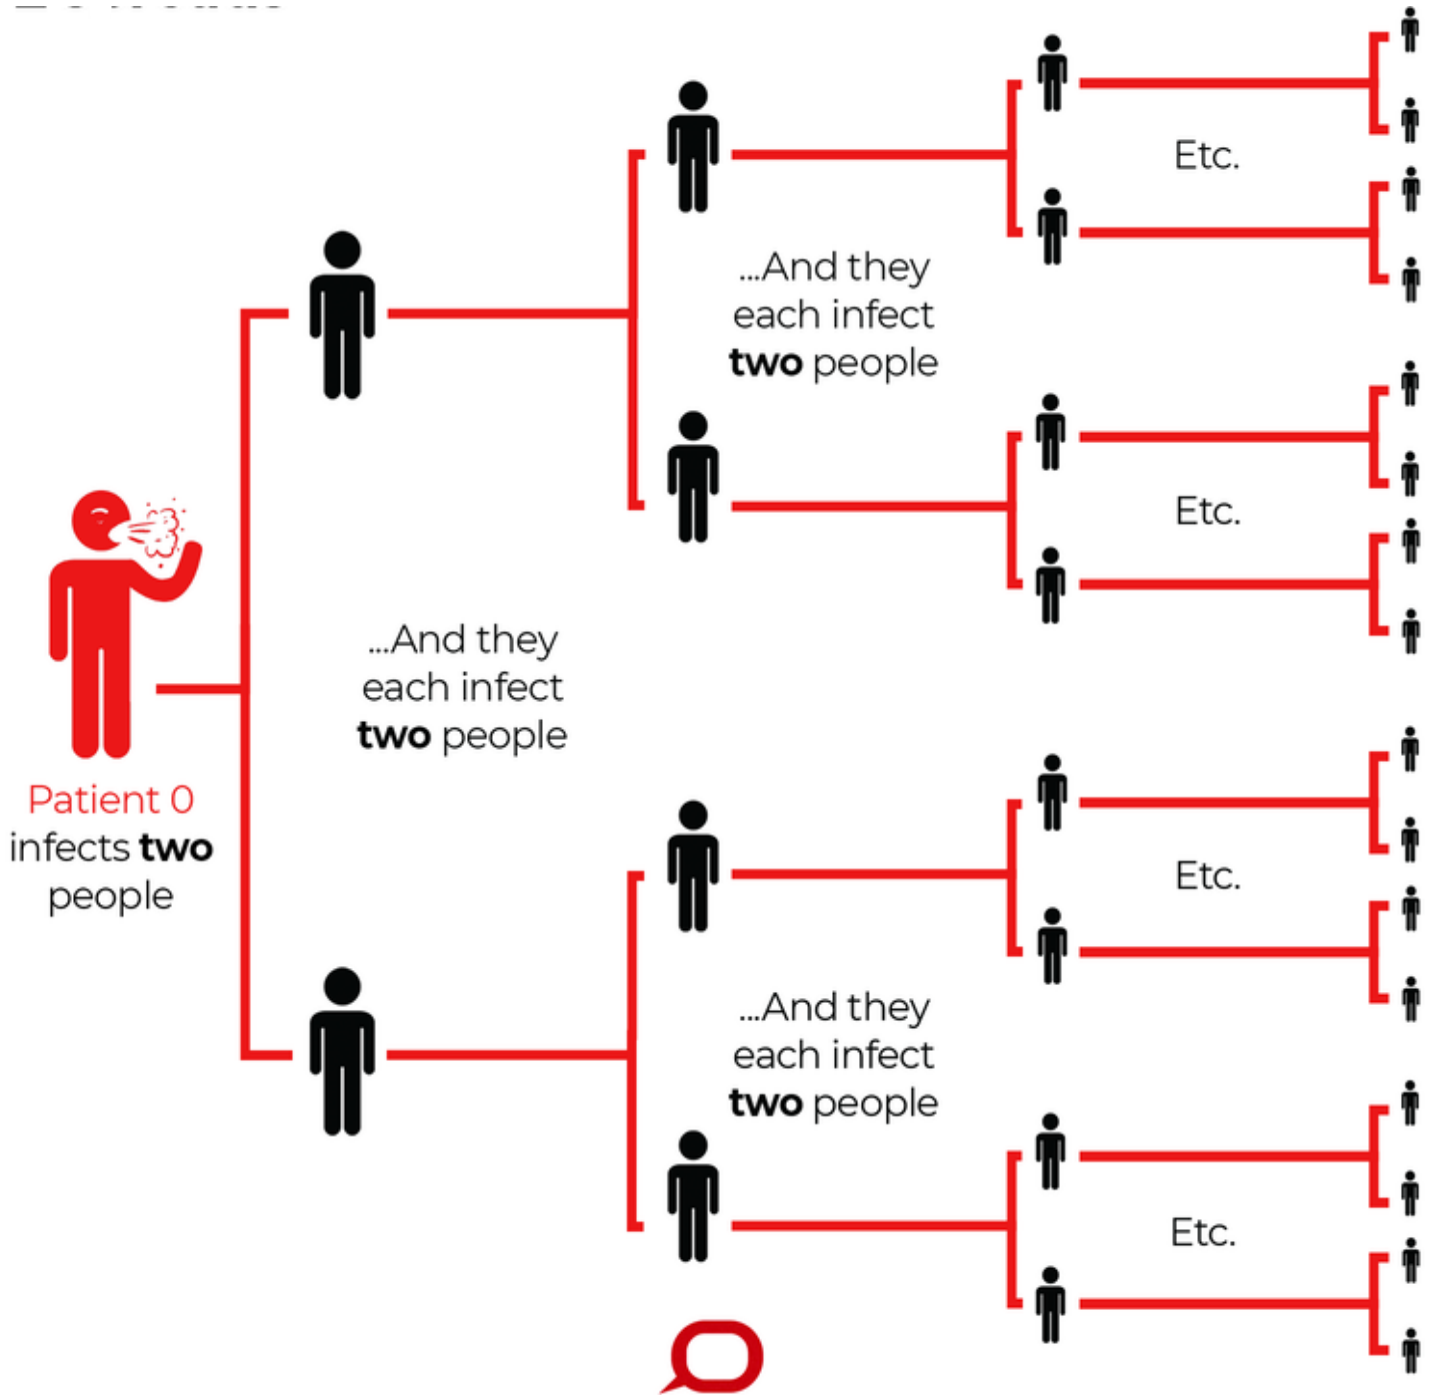 Patient 0
infects two
people
...And they
each infect
two people
...And they
each infect
two people
...And they
each infect
two people
Etc.
Etc.
Etc.
Etc.